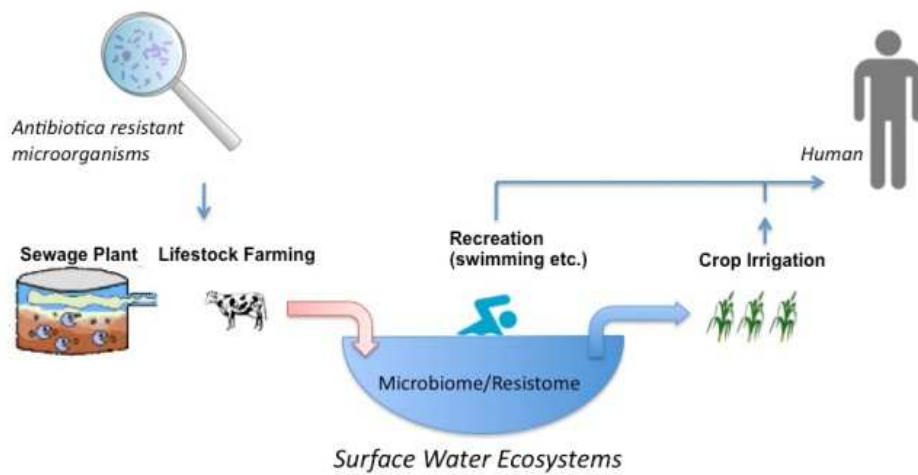 Antibiotica resistant
microorganisms
Human
Sewage Plant
Lifestock Farming
Recreation
(swimming etc.)
Crop Irrigation
Microbiome/Resistome
Surface Water Ecosystems